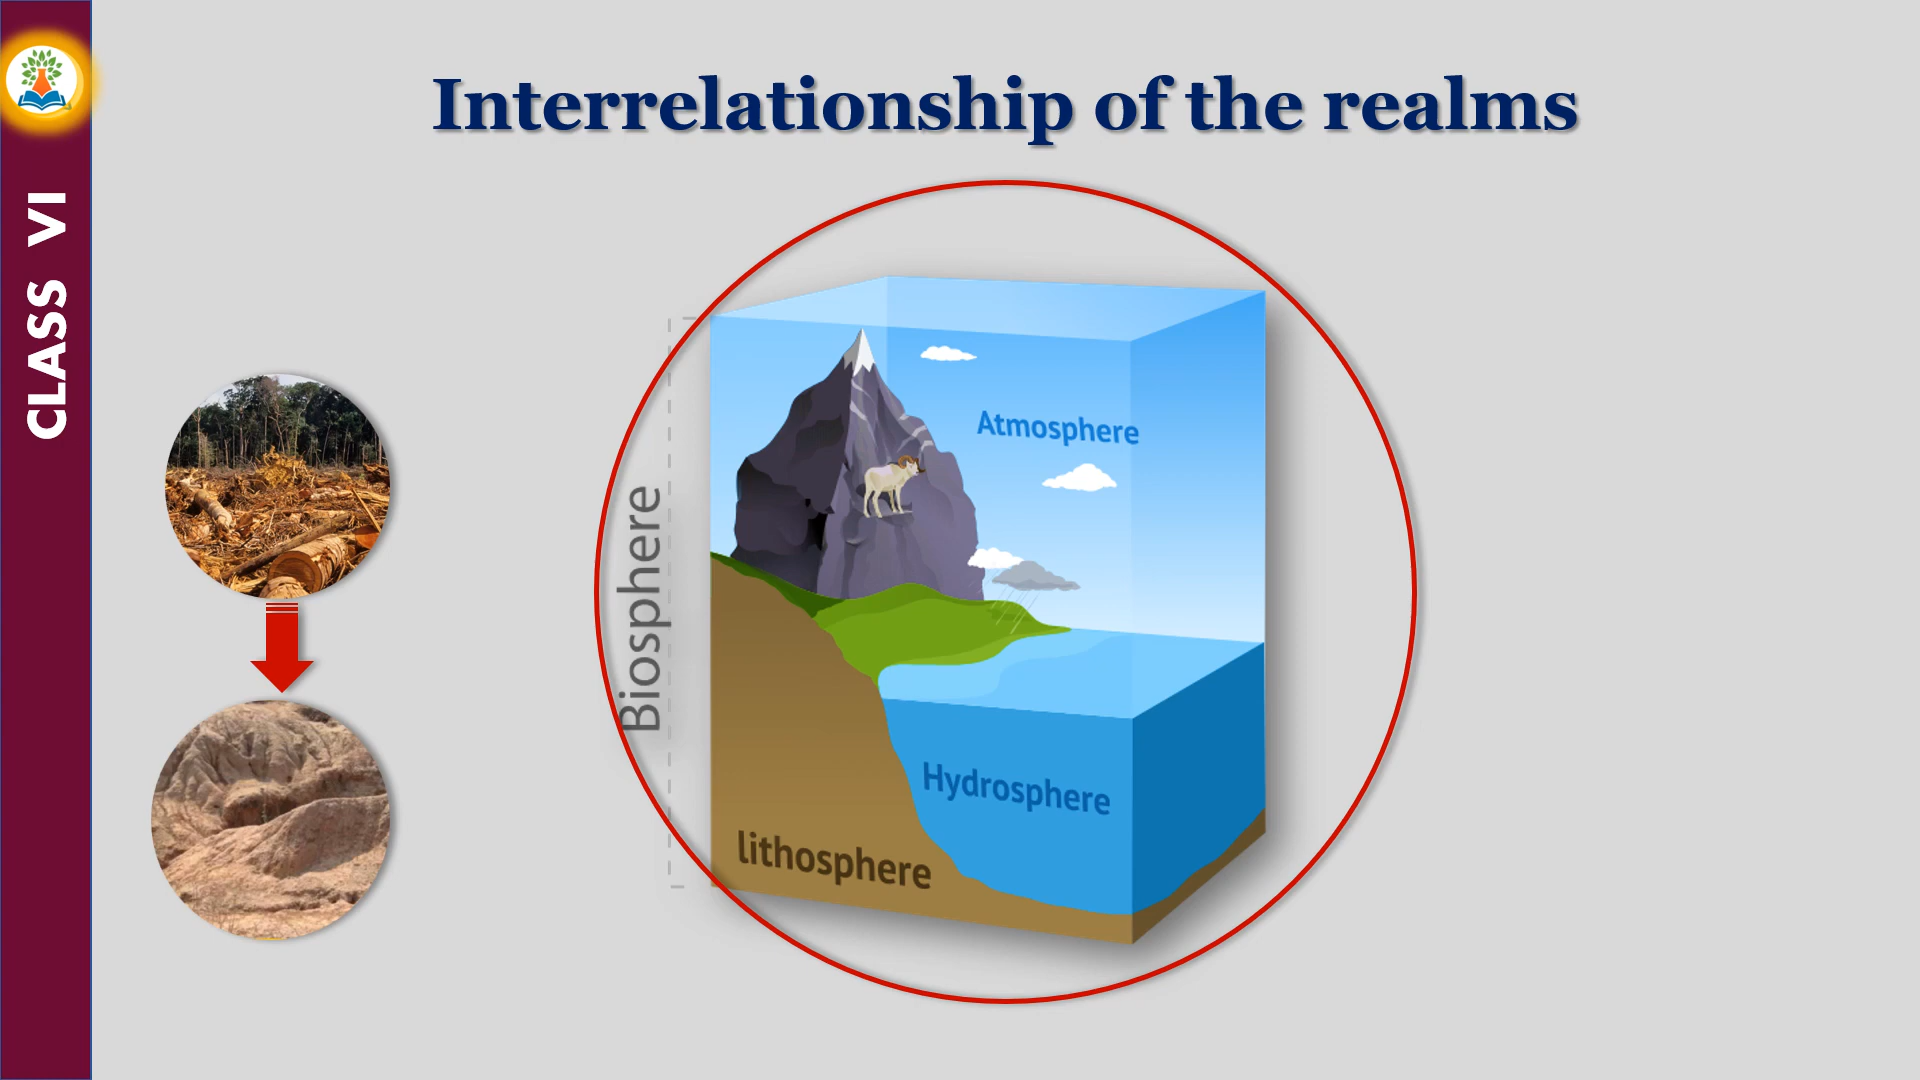 Interrelationship of the realms
CLASS VI
Atmosphere
Biosphere
Hydrosphere
lithosphere